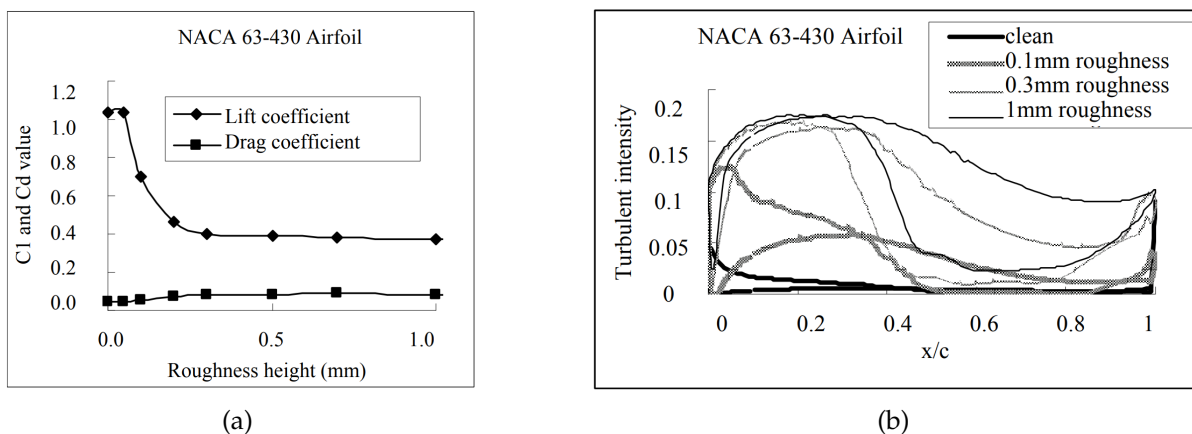 NACA 63-430 Airfoil
1.2
1.0
0.8
0.6
0.4
0.2
0.0
C1 and Cd value
Lift coefficient
Drag coefficient
0.0
0.5
1.0
Roughness height (mm)
(a)
NACA 63-430 Airfoil
clean
0.1mm roughness
0.3mm roughness
1mm roughness
0.2
0.15
0.1
0.05
0
Turbulent intensity
0
0.2
0.4
0.6
0.8
1
x/c
(b)